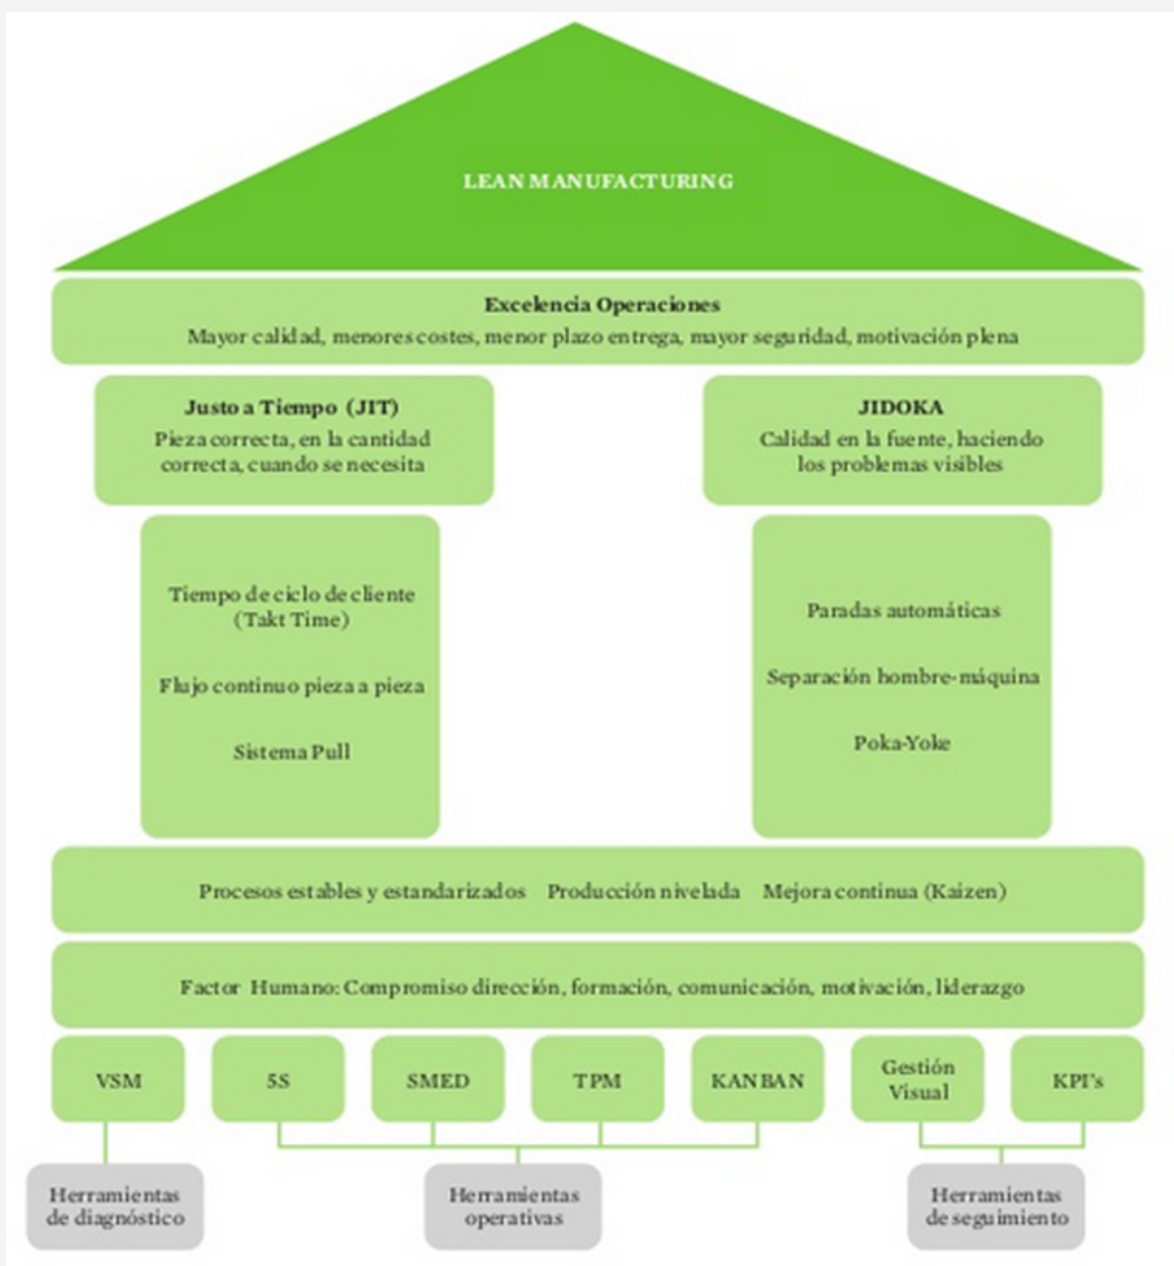 LEAN MANUFACTURING
Excelencia Operaciones
Mayor calidad, menores costes, menor plazo entrega, mayor seguridad, motivación plena
Justo a Tiempo (JIT)
Pieza correcta, en la cantidad
correcta, cuando se necesita
JIDOKA
Calidad en la fuente, haciendo
los problemas visibles
Tiempo de ciclo de cliente
(Takt Time)
Flujo continuo pieza a pieza
Sistema Pull
Paradas automáticas
Separación hombre-máquina
Poka-Yoke
Procesos estables y estandarizados Producción nivelada Mejora continua (Kaizen)
Factor Humano: Compromiso dirección, formación, comunicación, motivación, liderazgo
VSM
5S
SMED
TPM
KANBAN
Gestión
Visual
KPI's
Herramientas
de diagnóstico
Herramientas
operativas
Herramientas
de seguimiento